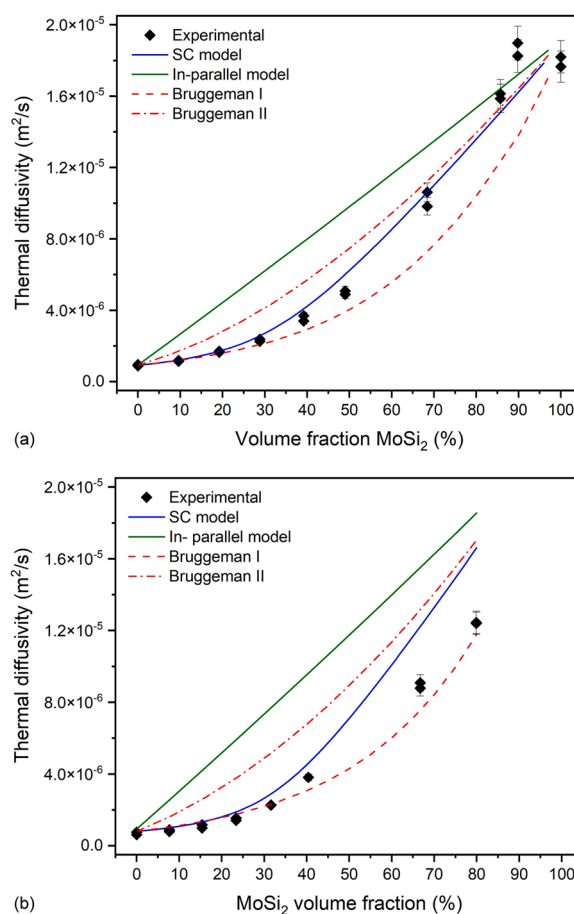 Experimental
SC model
In-parallel model
Bruggeman I
Bruggeman II
2.0×10⁻⁵
1.6×10⁻⁵
1.2×10⁻⁵
8.0×10⁻⁶
4.0×10⁻⁶
0.0
Thermal diffusivity (m²/s)
0 10 20 30 40 50 60 70 80 90 100
(a) Volume fraction MoSi₂ (%)
Experimental
SC model
In- parallel model
Bruggeman I
Bruggeman II
2.0×10⁻⁵
1.6×10⁻⁵
1.2×10⁻⁵
8.0×10⁻⁶
4.0×10⁻⁶
0.0
Thermal diffusivity (m²/s)
0 10 20 30 40 50 60 70 80 90 100
(b) MoSi₂ volume fraction (%)